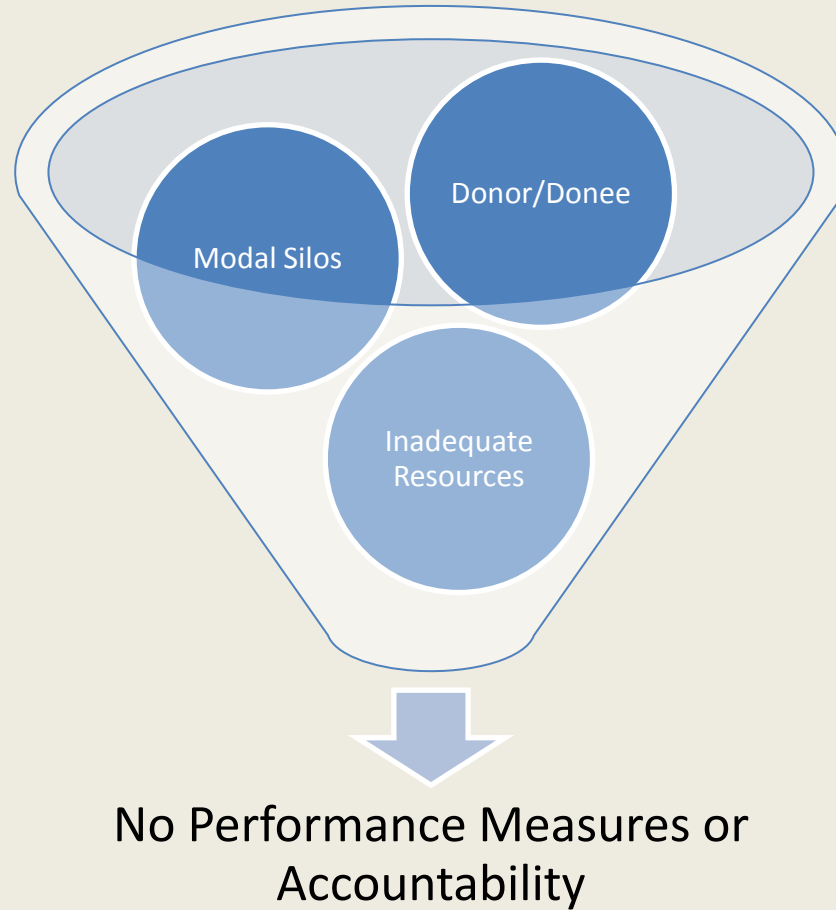 Donor/Donee
Modal Silos
Inadequate
Resources
No Performance Measures or
Accountability